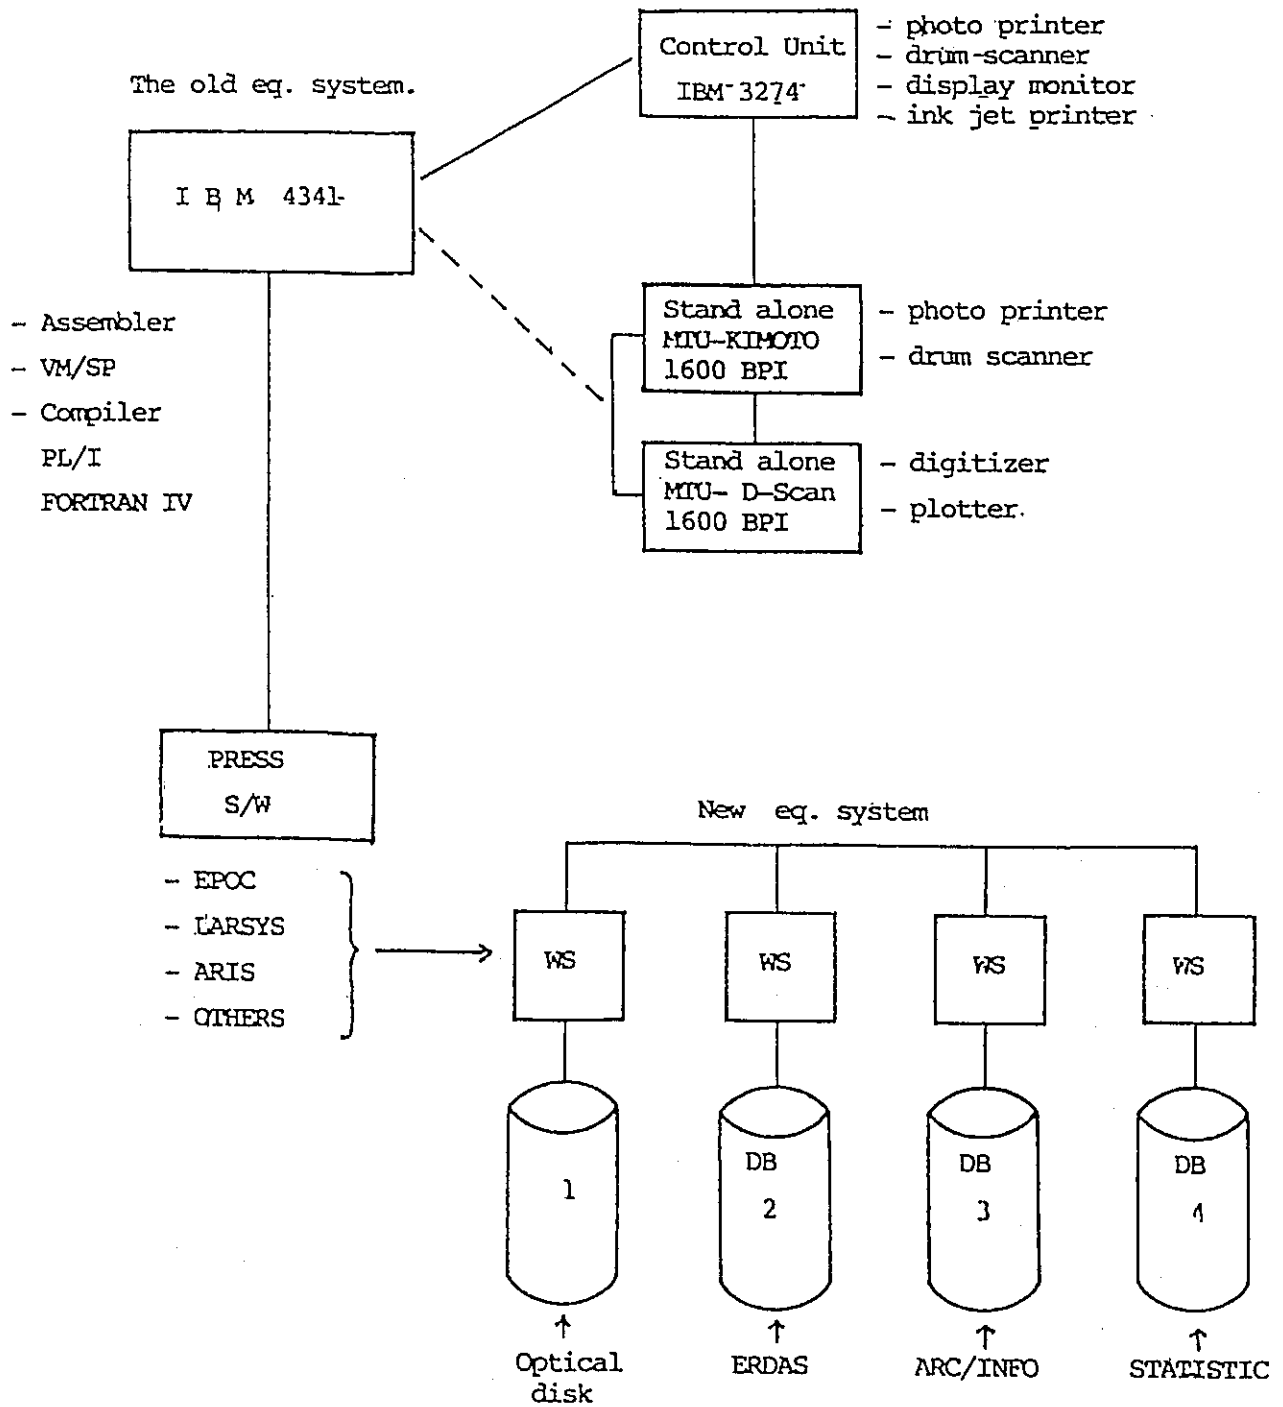 The old eq. system.
I B M 4341
Control Unit
IBM 3274
- photo printer
- drum-scanner
- display monitor
- ink jet printer
- Assembler
- VM/SP
- Compiler
PL/I
FORTRAN IV
Stand alone
MTU-KIMOTO
1600 BPI
- photo printer
- drum scanner
Stand alone
MTU- D-Scan
1600 BPI
- digitizer
- plotter.
PRESS
S/W
- EPOC
- LARSYS
- ARIS
- OTHERS
New eq. system
WS
WS
WS
WS
1
DB
2
DB
3
DB
4
Optical
disk
ERDAS
ARC/INFO
STATISTIC